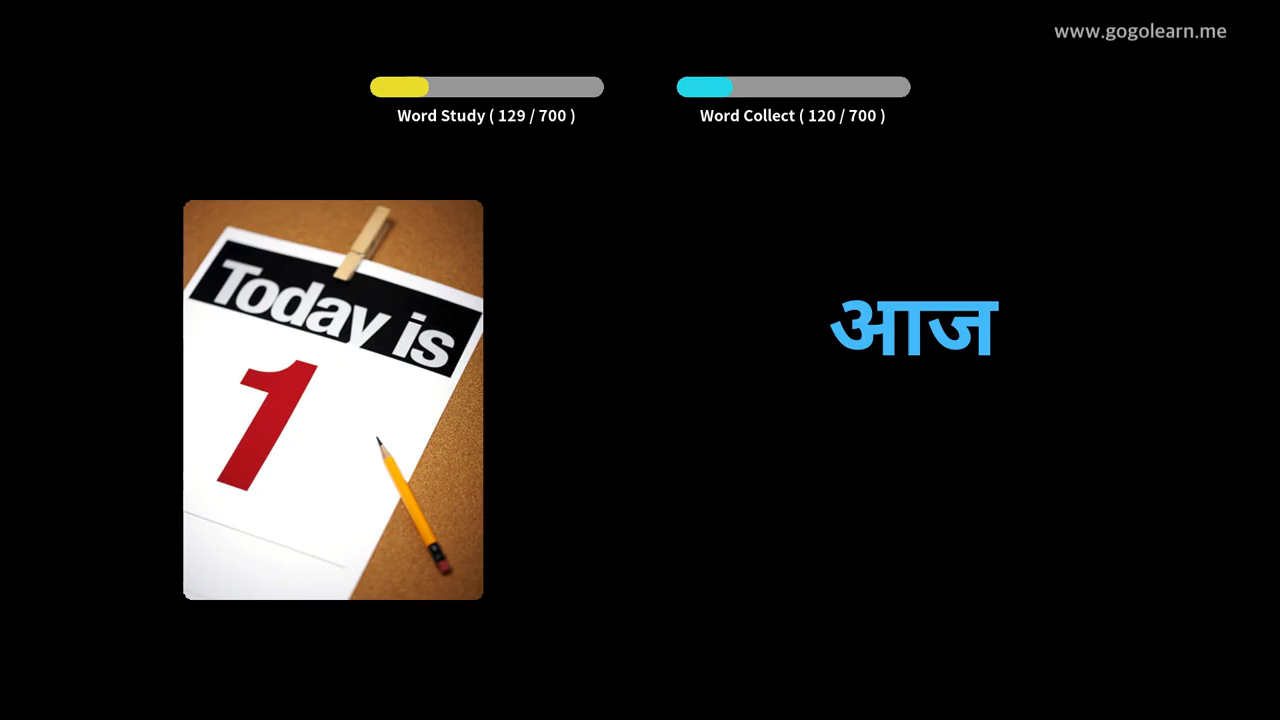 www.gogolearn.me
Word Study ( 129 / 700 )
Word Collect ( 120 / 700 )
Today is
1
आज